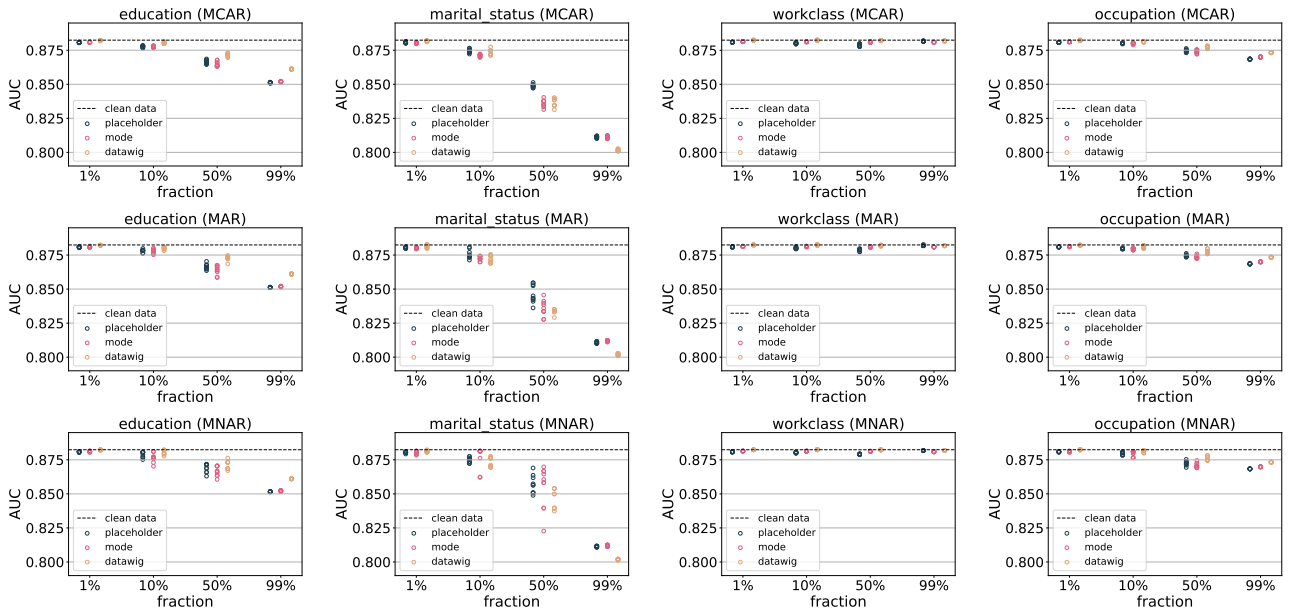 education (MCAR)
AUC
0.875
0.850
0.825
0.800
clean data
placeholder
mode
datawig
1% 10% 50% 99%
fraction
marital_status (MCAR)
AUC
0.875
0.850
0.825
0.800
clean data
placeholder
mode
datawig
1% 10% 50% 99%
fraction
workclass (MCAR)
AUC
0.875
0.850
0.825
0.800
clean data
placeholder
mode
datawig
1% 10% 50% 99%
fraction
occupation (MCAR)
AUC
0.875
0.850
0.825
0.800
clean data
placeholder
mode
datawig
1% 10% 50% 99%
fraction
education (MAR)
AUC
0.875
0.850
0.825
0.800
clean data
placeholder
mode
datawig
1% 10% 50% 99%
fraction
marital_status (MAR)
AUC
0.875
0.850
0.825
0.800
clean data
placeholder
mode
datawig
1% 10% 50% 99%
fraction
workclass (MAR)
AUC
0.875
0.850
0.825
0.800
clean data
placeholder
mode
datawig
1% 10% 50% 99%
fraction
occupation (MAR)
AUC
0.875
0.850
0.825
0.800
clean data
placeholder
mode
datawig
1% 10% 50% 99%
fraction
education (MNAR)
AUC
0.875
0.850
0.825
0.800
clean data
placeholder
mode
datawig
1% 10% 50% 99%
fraction
marital_status (MNAR)
AUC
0.875
0.850
0.825
0.800
clean data
placeholder
mode
datawig
1% 10% 50% 99%
fraction
workclass (MNAR)
AUC
0.875
0.850
0.825
0.800
clean data
placeholder
mode
datawig
1% 10% 50% 99%
fraction
occupation (MNAR)
AUC
0.875
0.850
0.825
0.800
clean data
placeholder
mode
datawig
1% 10% 50% 99%
fraction